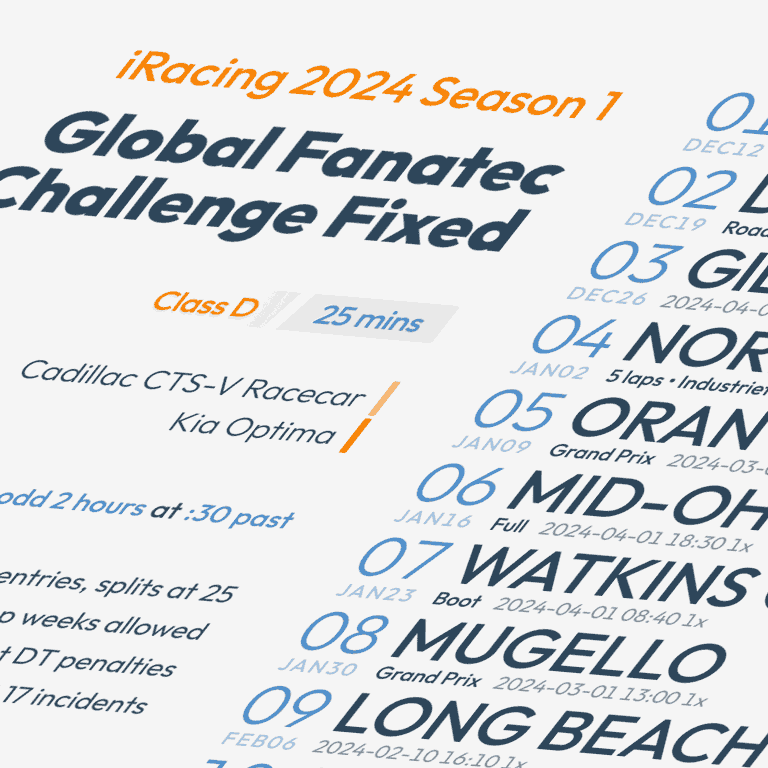 iRacing 2024 Season 1
Global Fanatec
Challenge Fixed
Class D
25 mins
Cadillac CTS-V Racecar
Kia Optima
odd 2 hours at :30 past
entries, splits at 25
weeks allowed
DT penalties
17 incidents
01
DEC12
02
DEC19
03
DEC26 2024-04-0
04 NOR
JAN02 5 laps •
05 ORAN
JAN09 Grand Prix 2024-03-
06 MID-OH
JAN16 Full 2024-04-01 18:30 1x
07 WATKINS
JAN23 Boot 2024-04-01 08:40 1x
08 MUGELLO
JAN30 Grand Prix 2024-03-01 13:00 1x
09 LONG BEACH
FEB06 2024-02-10 16:10 1x